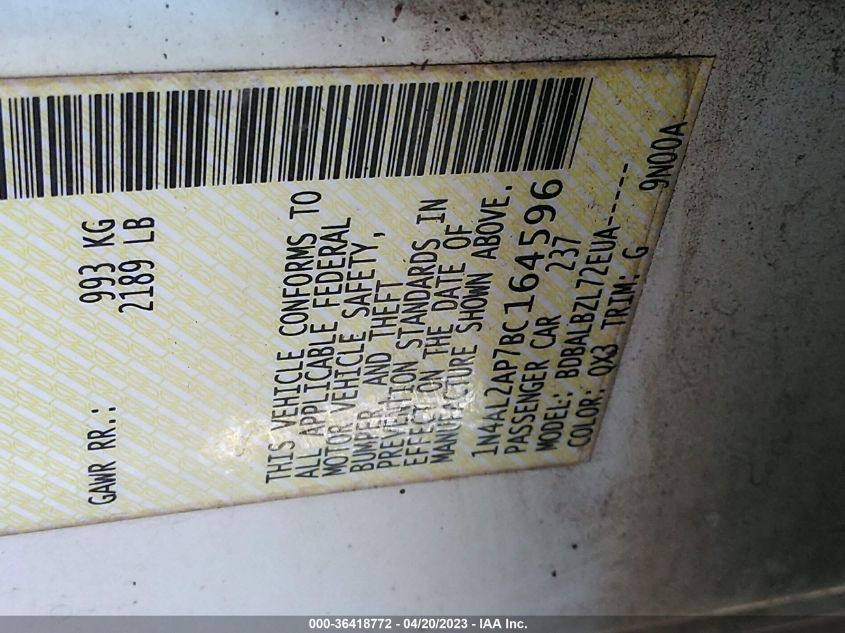 GAWR RR.: 993 KG
2189 LB
THIS VEHICLE CONFORMS TO
ALL APPLICABLE FEDERAL
MOTOR VEHICLE SAFETY,
BUMPER, AND THEFT
PREVENTION STANDARDS IN
EFFECT ON THE DATE OF
MANUFACTURE SHOWN ABOVE.
1N4AL2AP7BC164596
PASSENGER CAR 237
MODEL: BDBALBZL72EUA-----
COLOR: QX3 TRIM: G 9N00A
000-36418772 - 04/20/2023 - IAA Inc.